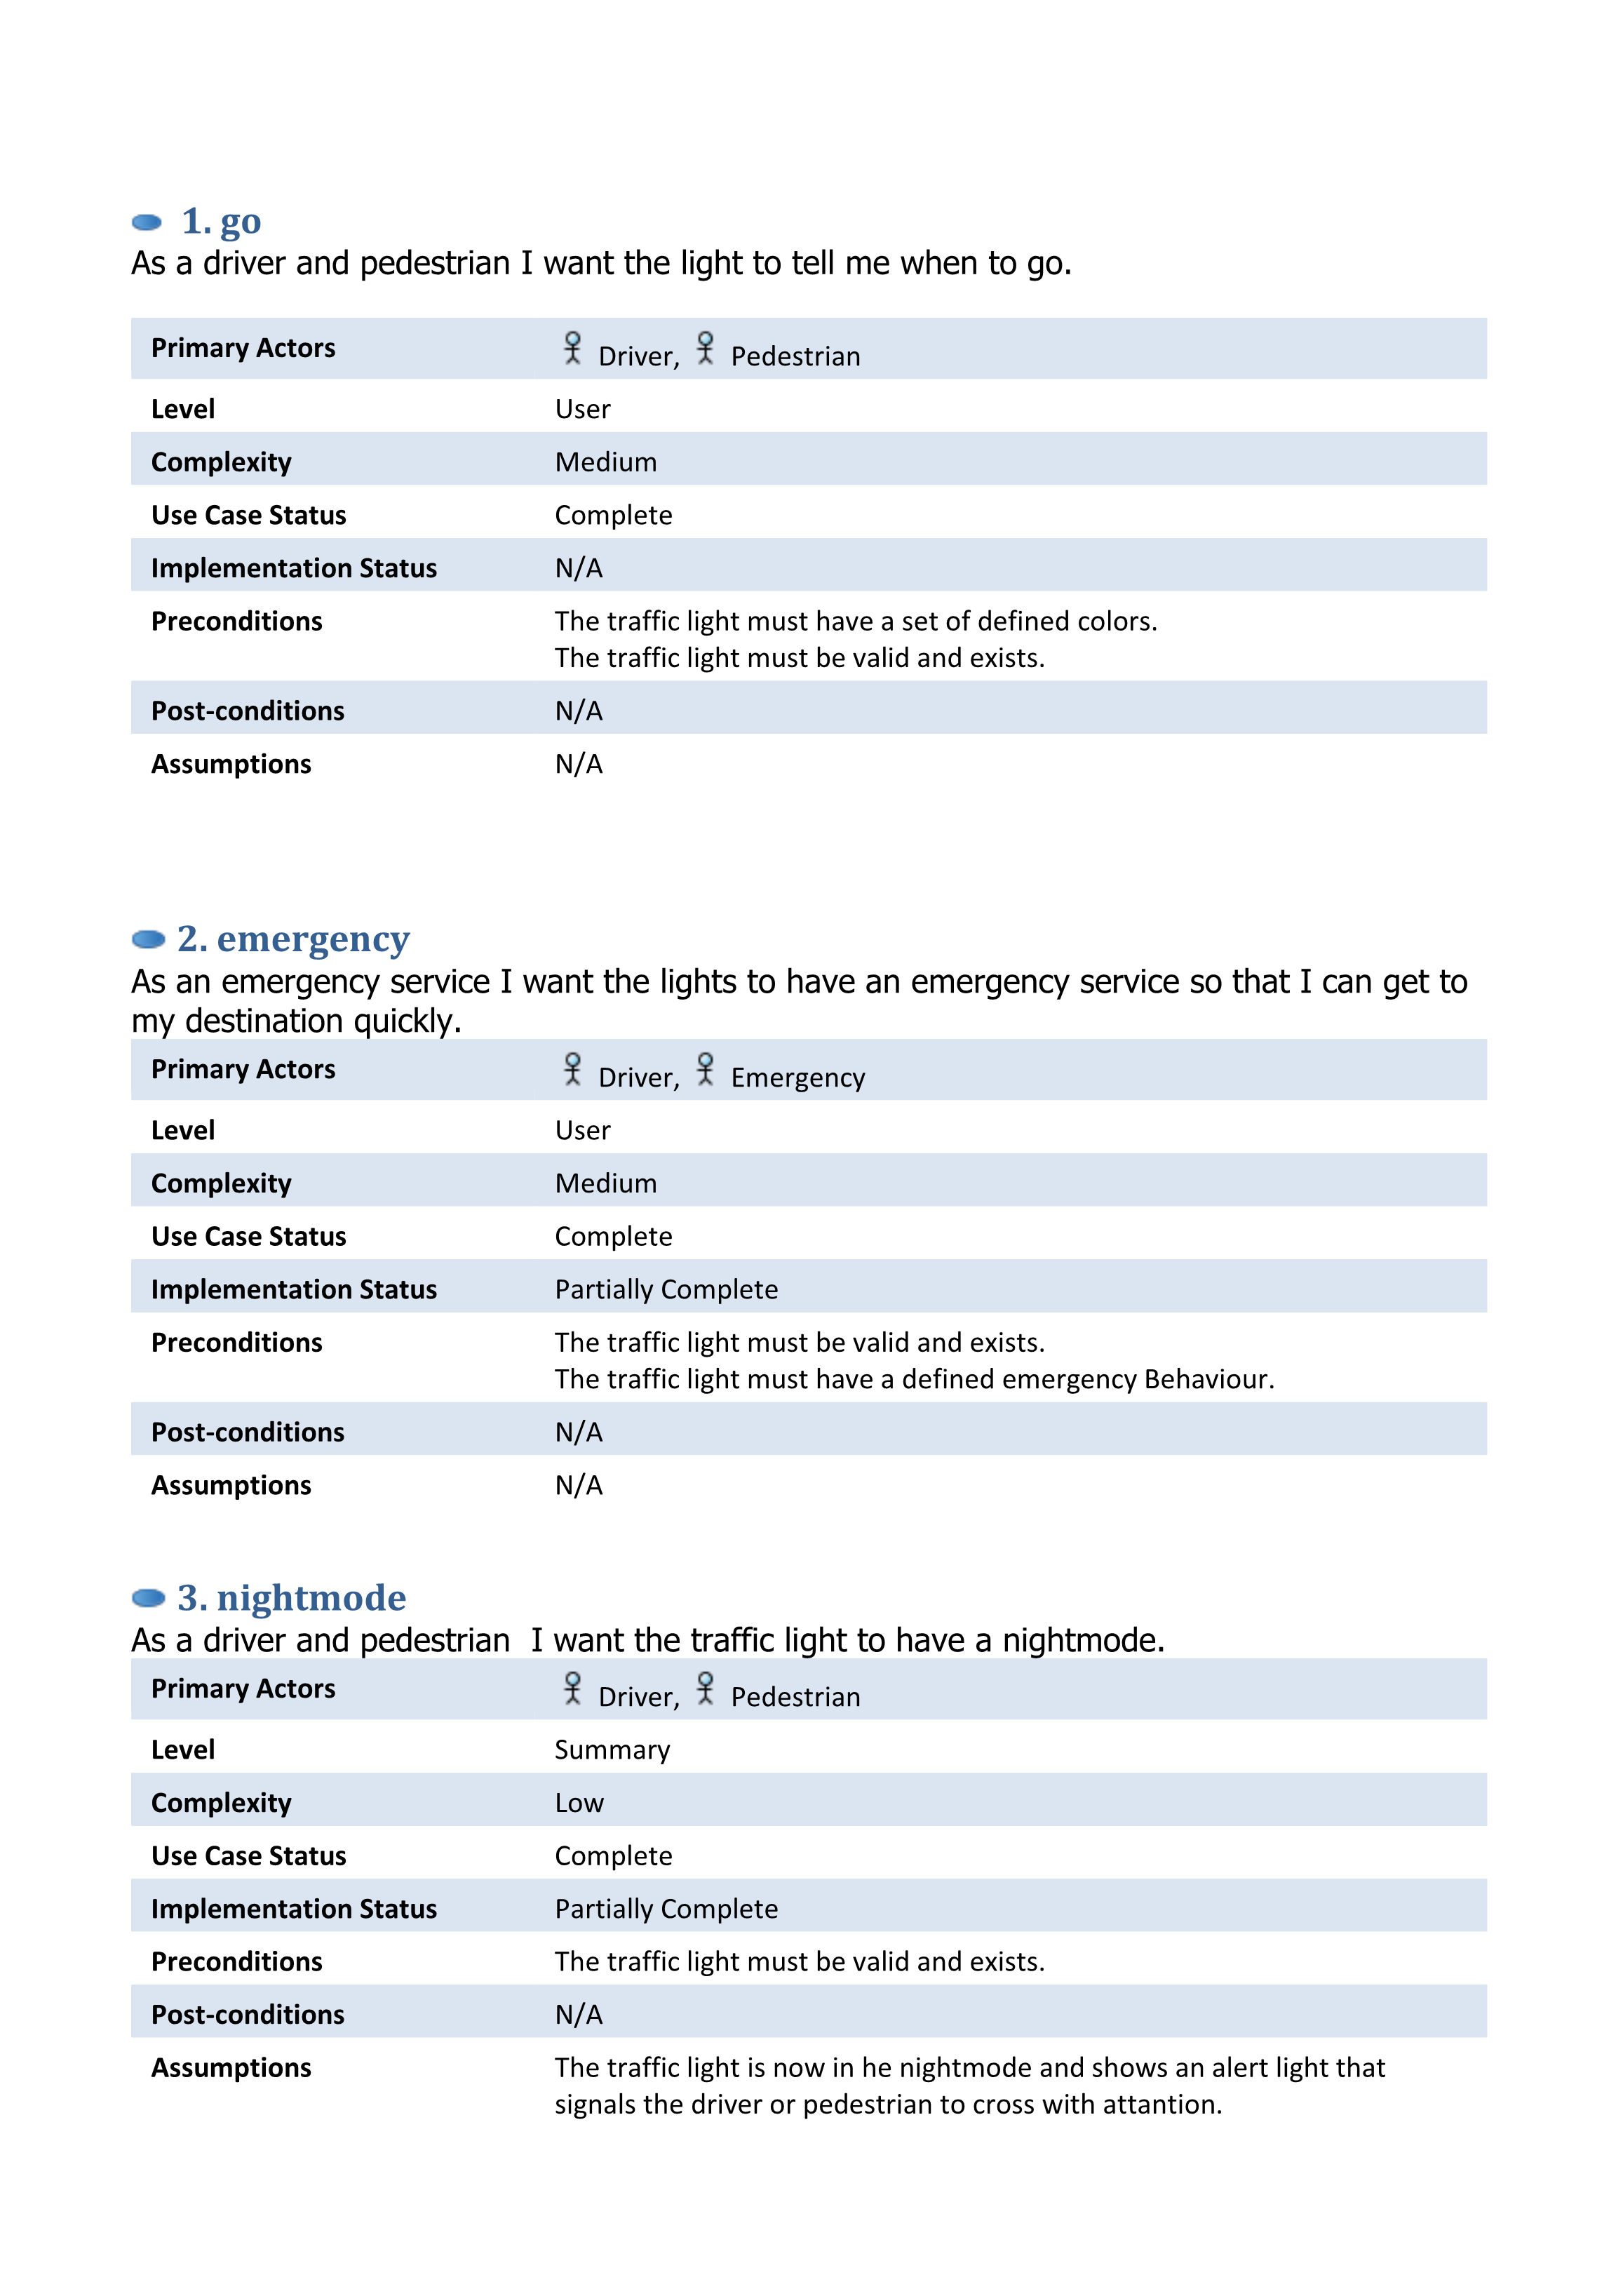 1. go
As a driver and pedestrian I want the light to tell me when to go.
Primary Actors Driver, Pedestrian
Level User
Complexity Medium
Use Case Status Complete
Implementation Status N/A
Preconditions The traffic light must have a set of defined colors.
The traffic light must be valid and exists.
Post-conditions N/A
Assumptions N/A
2. emergency
As an emergency service I want the lights to have an emergency service so that I can get to
my destination quickly.
Primary Actors Driver, Emergency
Level User
Complexity Medium
Use Case Status Complete
Implementation Status Partially Complete
Preconditions The traffic light must be valid and exists.
The traffic light must have a defined emergency Behaviour.
Post-conditions N/A
Assumptions N/A
3. nightmode
As a driver and pedestrian  I want the traffic light to have a nightmode.
Primary Actors Driver, Pedestrian
Level Summary
Complexity Low
Use Case Status Complete
Implementation Status Partially Complete
Preconditions The traffic light must be valid and exists.
Post-conditions N/A
Assumptions The traffic light is now in he nightmode and shows an alert light that
signals the driver or pedestrian to cross with attantion.